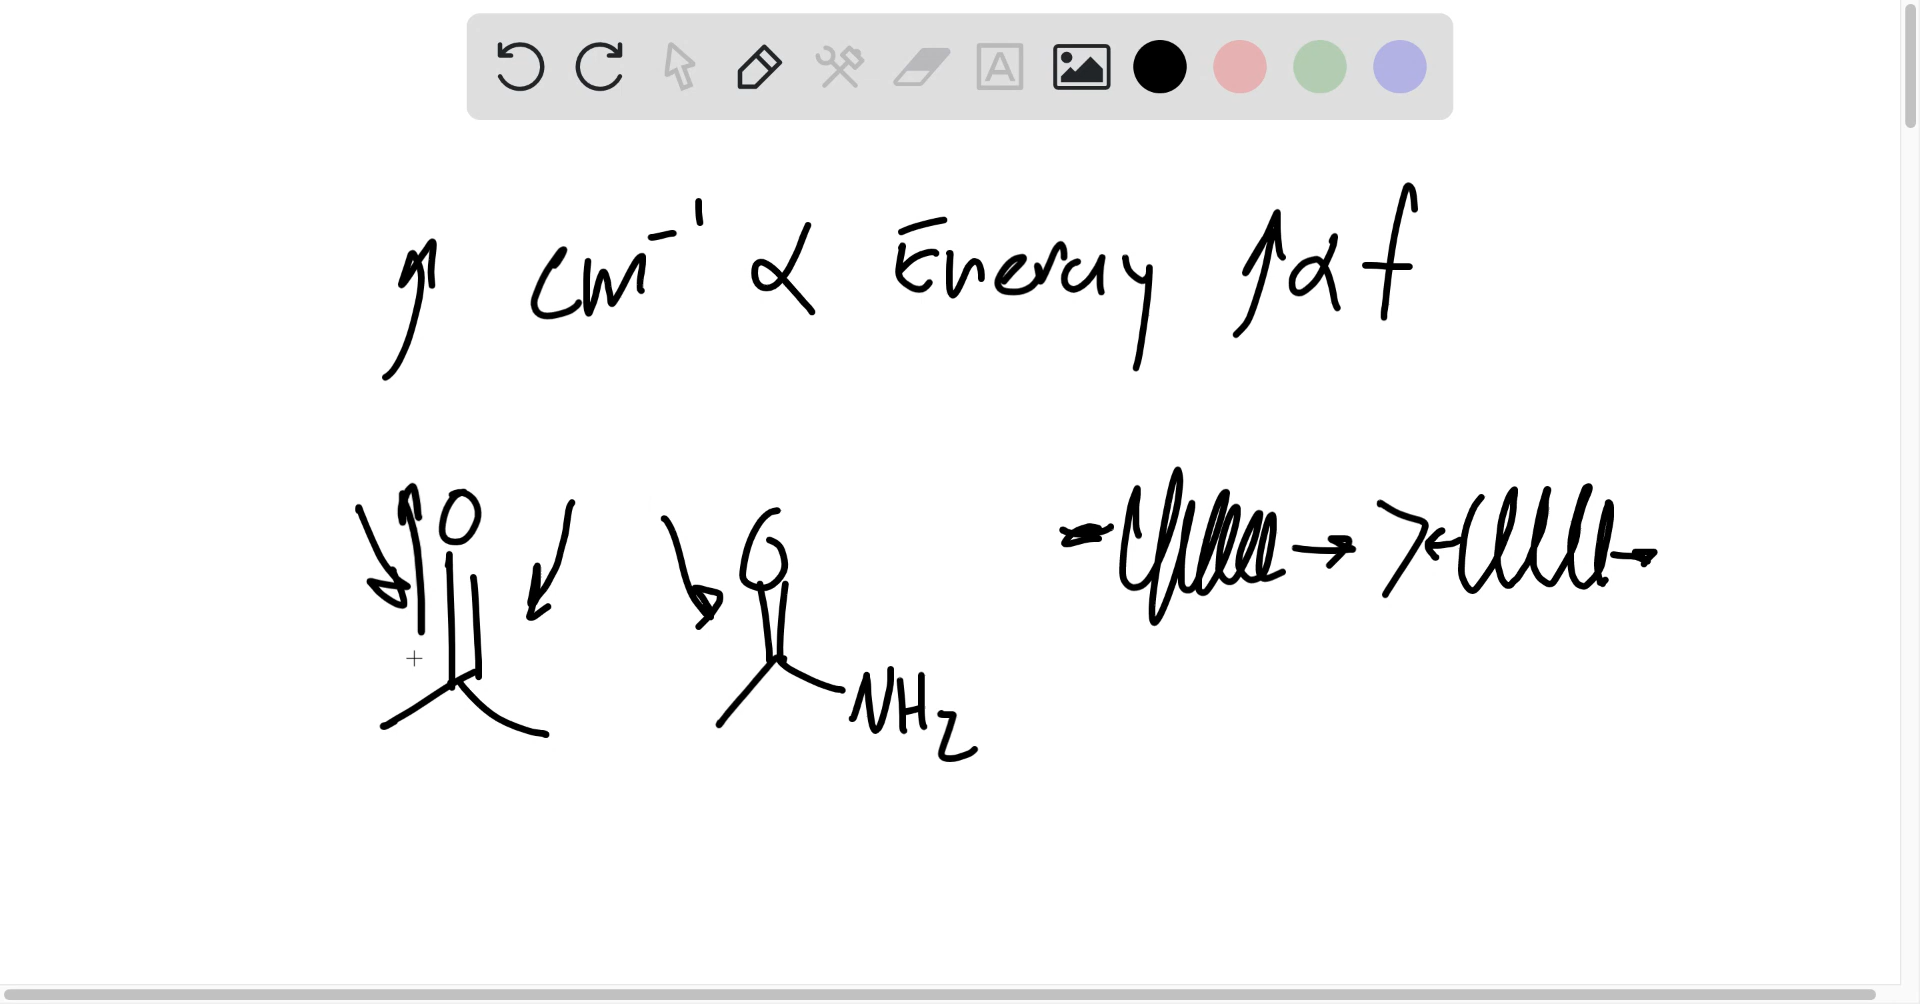 ↑ cm⁻¹ ∝ Energy ↑ ∝ f
O O
NH₂